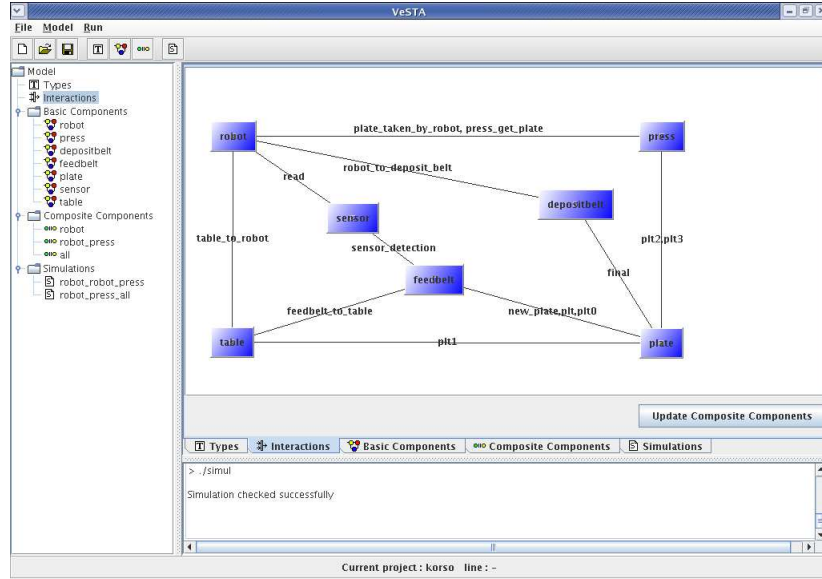 VeSTA
File Model Run
Model
Types
Interactions
Basic Components
robot
press
depositbelt
feedbelt
plate
sensor
table
Composite Components
robot
robot_press
all
Simulations
robot_robot_press
robot_press_all
robot
plate_taken_by_robot, press_get_plate
press
robot_to_deposit_belt
read
depositbelt
sensor
table_to_robot
sensor_detection
plt2,plt3
final
feedbelt
feedbelt_to_table
new_plate,plt,plt0
table
plt1
plate
Update Composite Components
Types Interactions Basic Components Composite Components Simulations
> ./simul
Simulation checked successfully
Current project : korso line : -